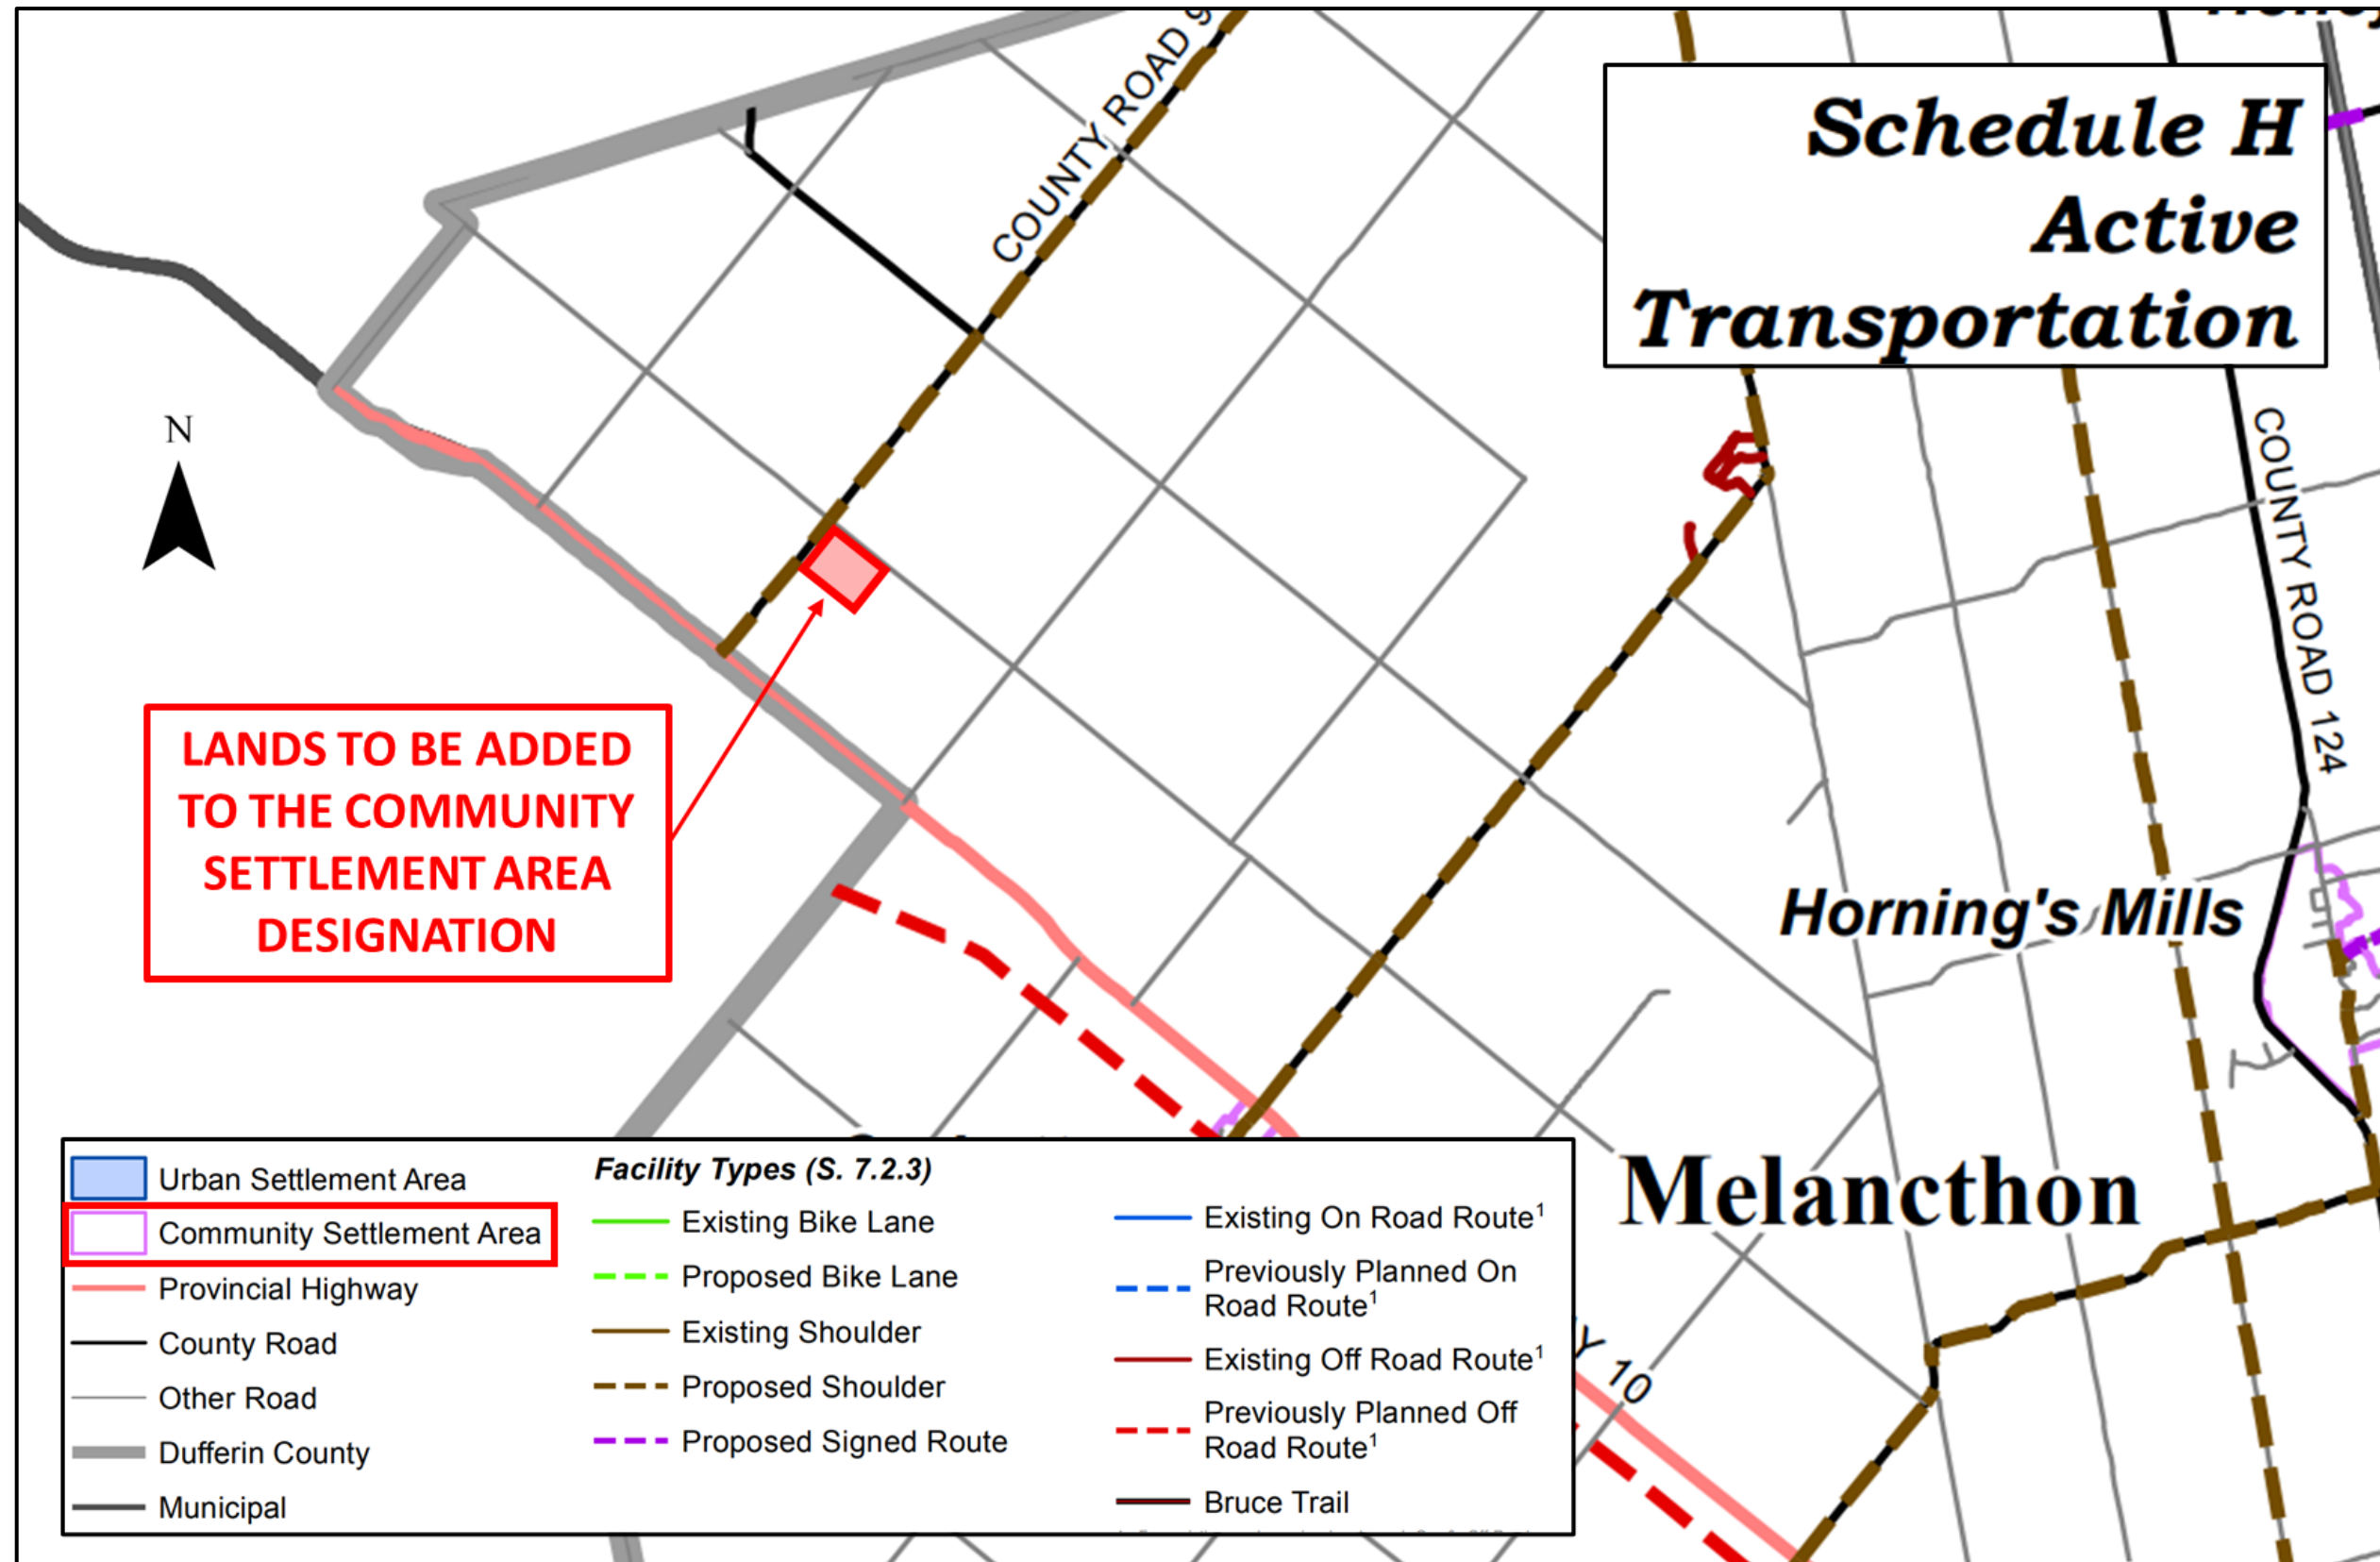 COUNTY ROAD 9
Schedule H
Active
Transportation
N
COUNTY ROAD 124
LANDS TO BE ADDED
TO THE COMMUNITY
SETTLEMENT AREA
DESIGNATION
Horning's Mills
Melancthon
Y 10
Urban Settlement Area
Community Settlement Area
Provincial Highway
County Road
Other Road
Dufferin County
Municipal
Facility Types (S. 7.2.3)
Existing Bike Lane
Proposed Bike Lane
Existing Shoulder
Proposed Shoulder
Proposed Signed Route
Existing On Road Route¹
Previously Planned On
Road Route¹
Existing Off Road Route¹
Previously Planned Off
Road Route¹
Bruce Trail